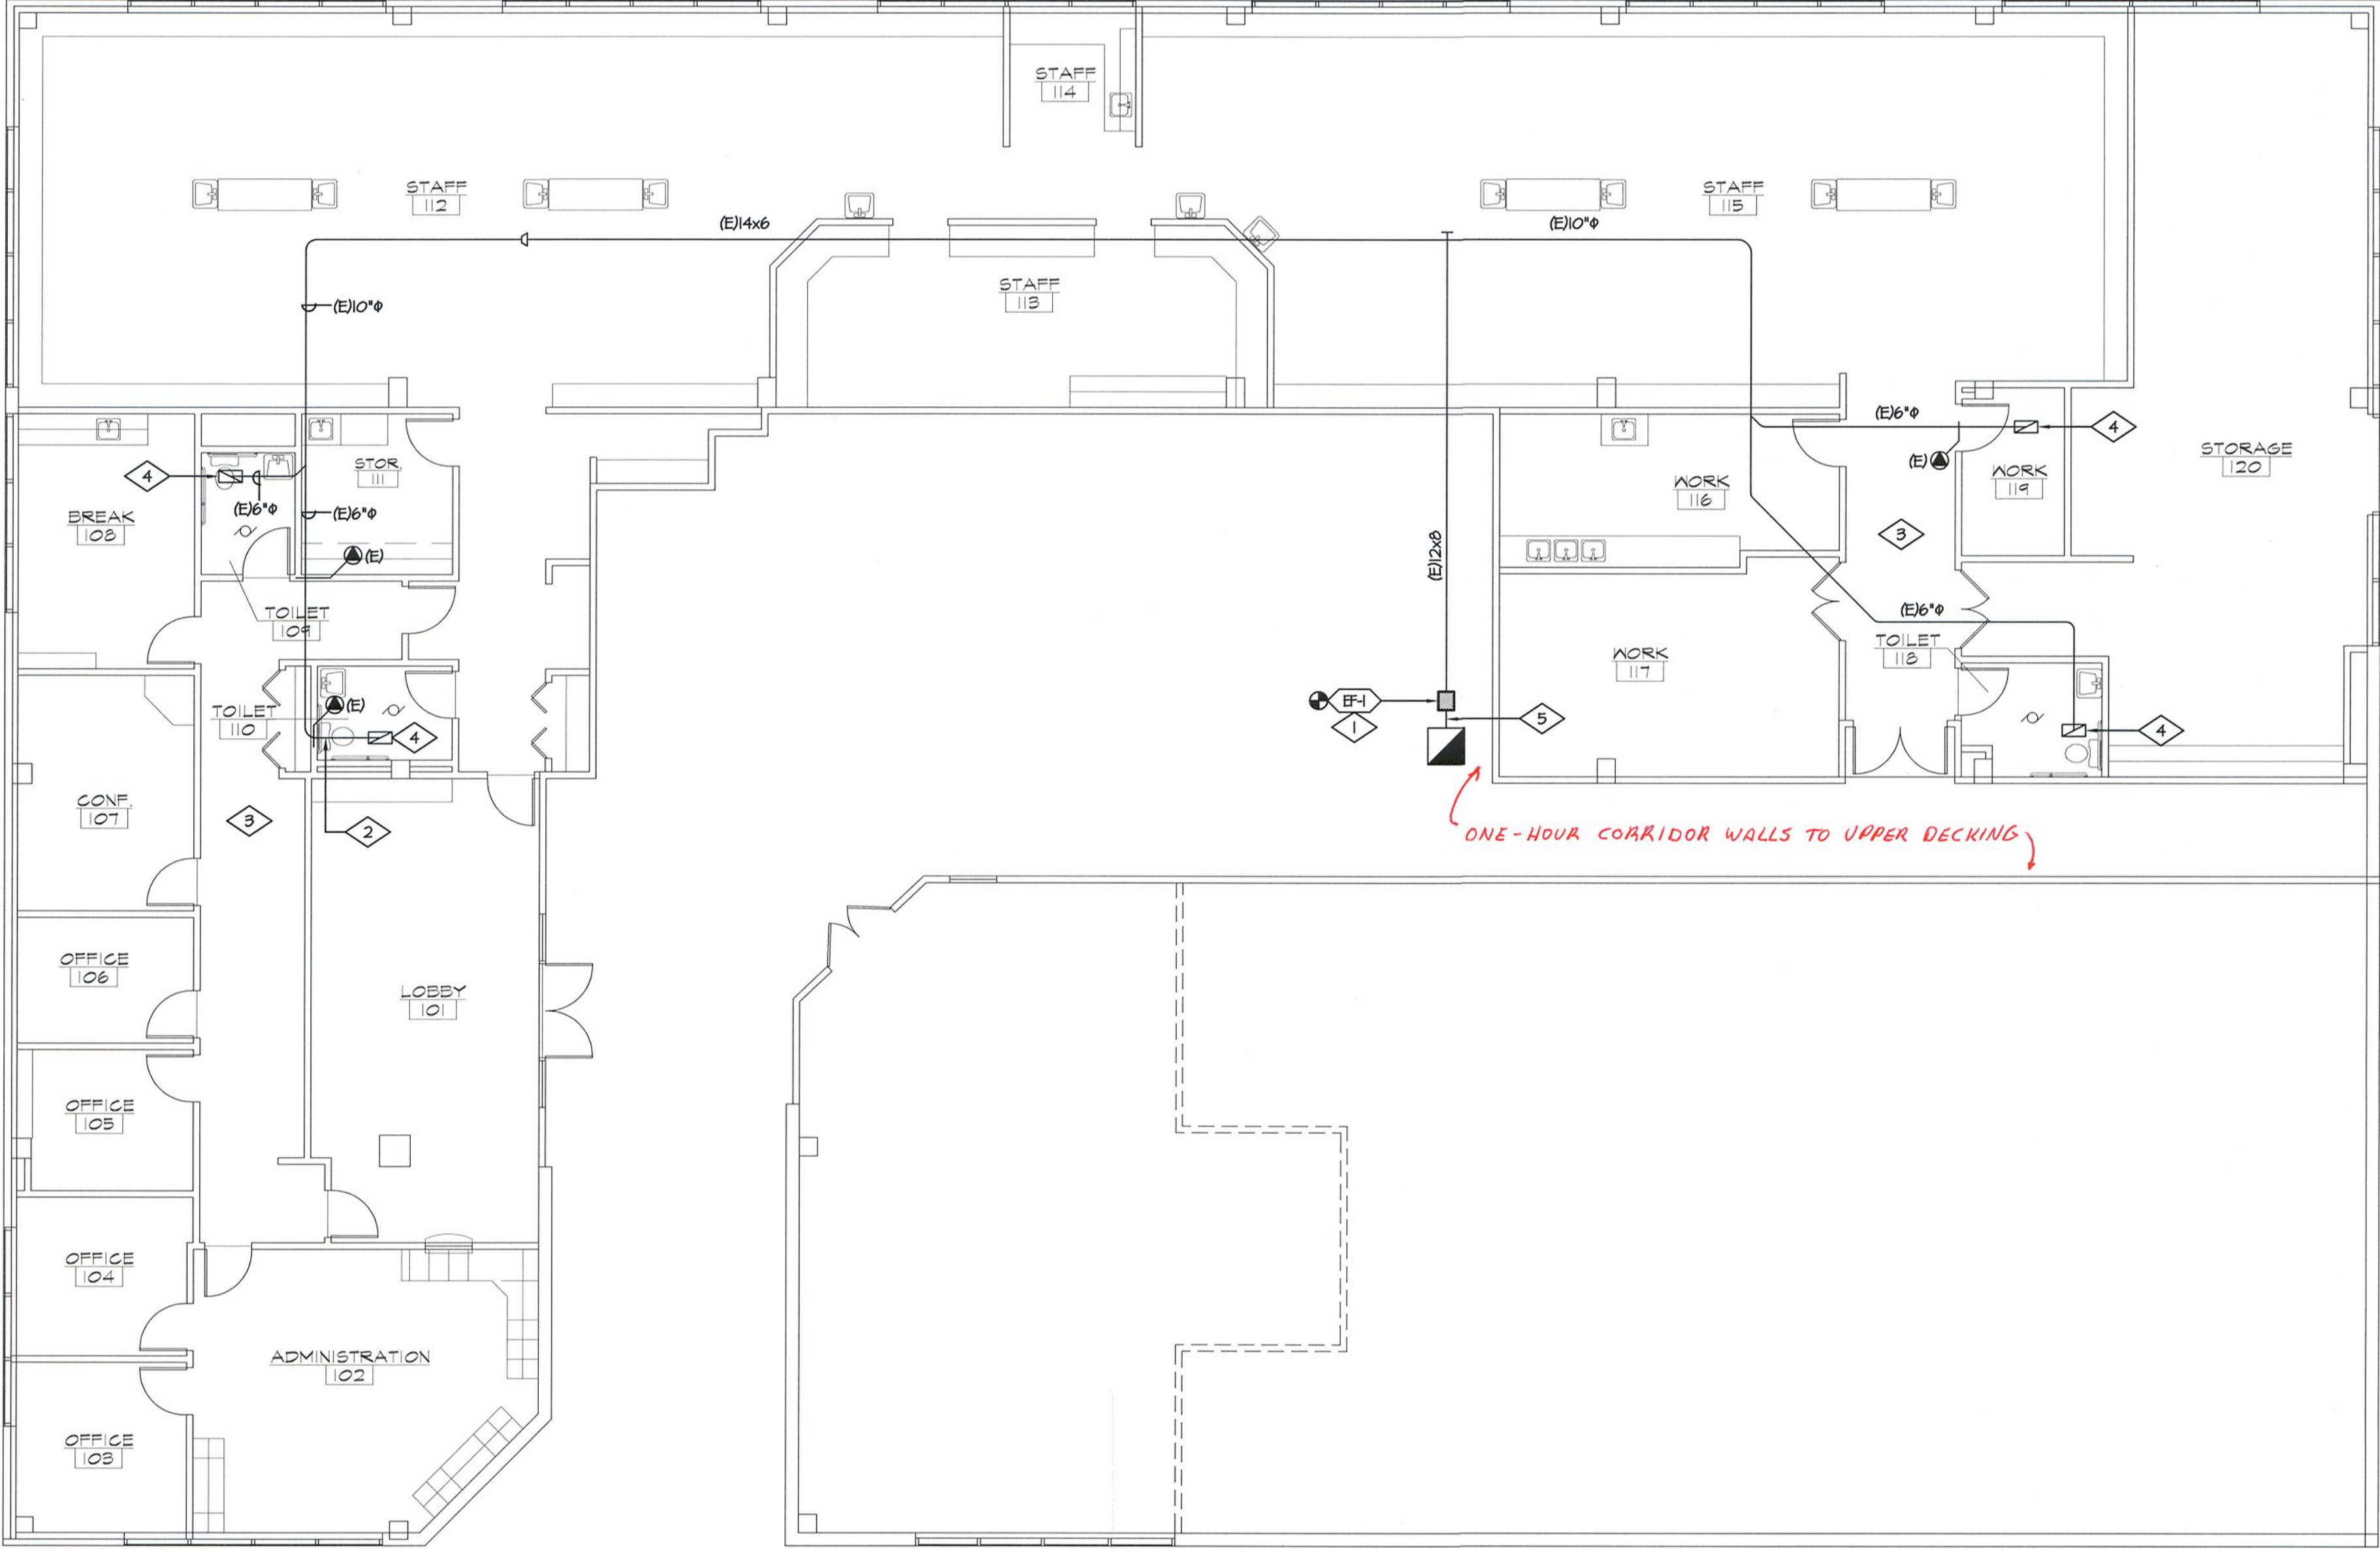 STAFF
114
STAFF
112
STAFF
115
(E)14x6
(E)10"Φ
STAFF
113
(E)10"Φ
(E)6"Φ
4
STORAGE
120
(E)
WORK
119
4
STOR.
111
WORK
116
(E)6"Φ
(E)6"Φ
BREAK
108
3
(E)
(E)12x8
(E)6"Φ
TOILET
109
TOILET
118
WORK
117
EF-1
1
5
(E)
TOILET
110
4
4
CONF.
107
3
2
ONE-HOUR CORRIDOR WALLS TO UPPER DECKING
OFFICE
106
LOBBY
101
OFFICE
105
OFFICE
104
ADMINISTRATION
102
OFFICE
103